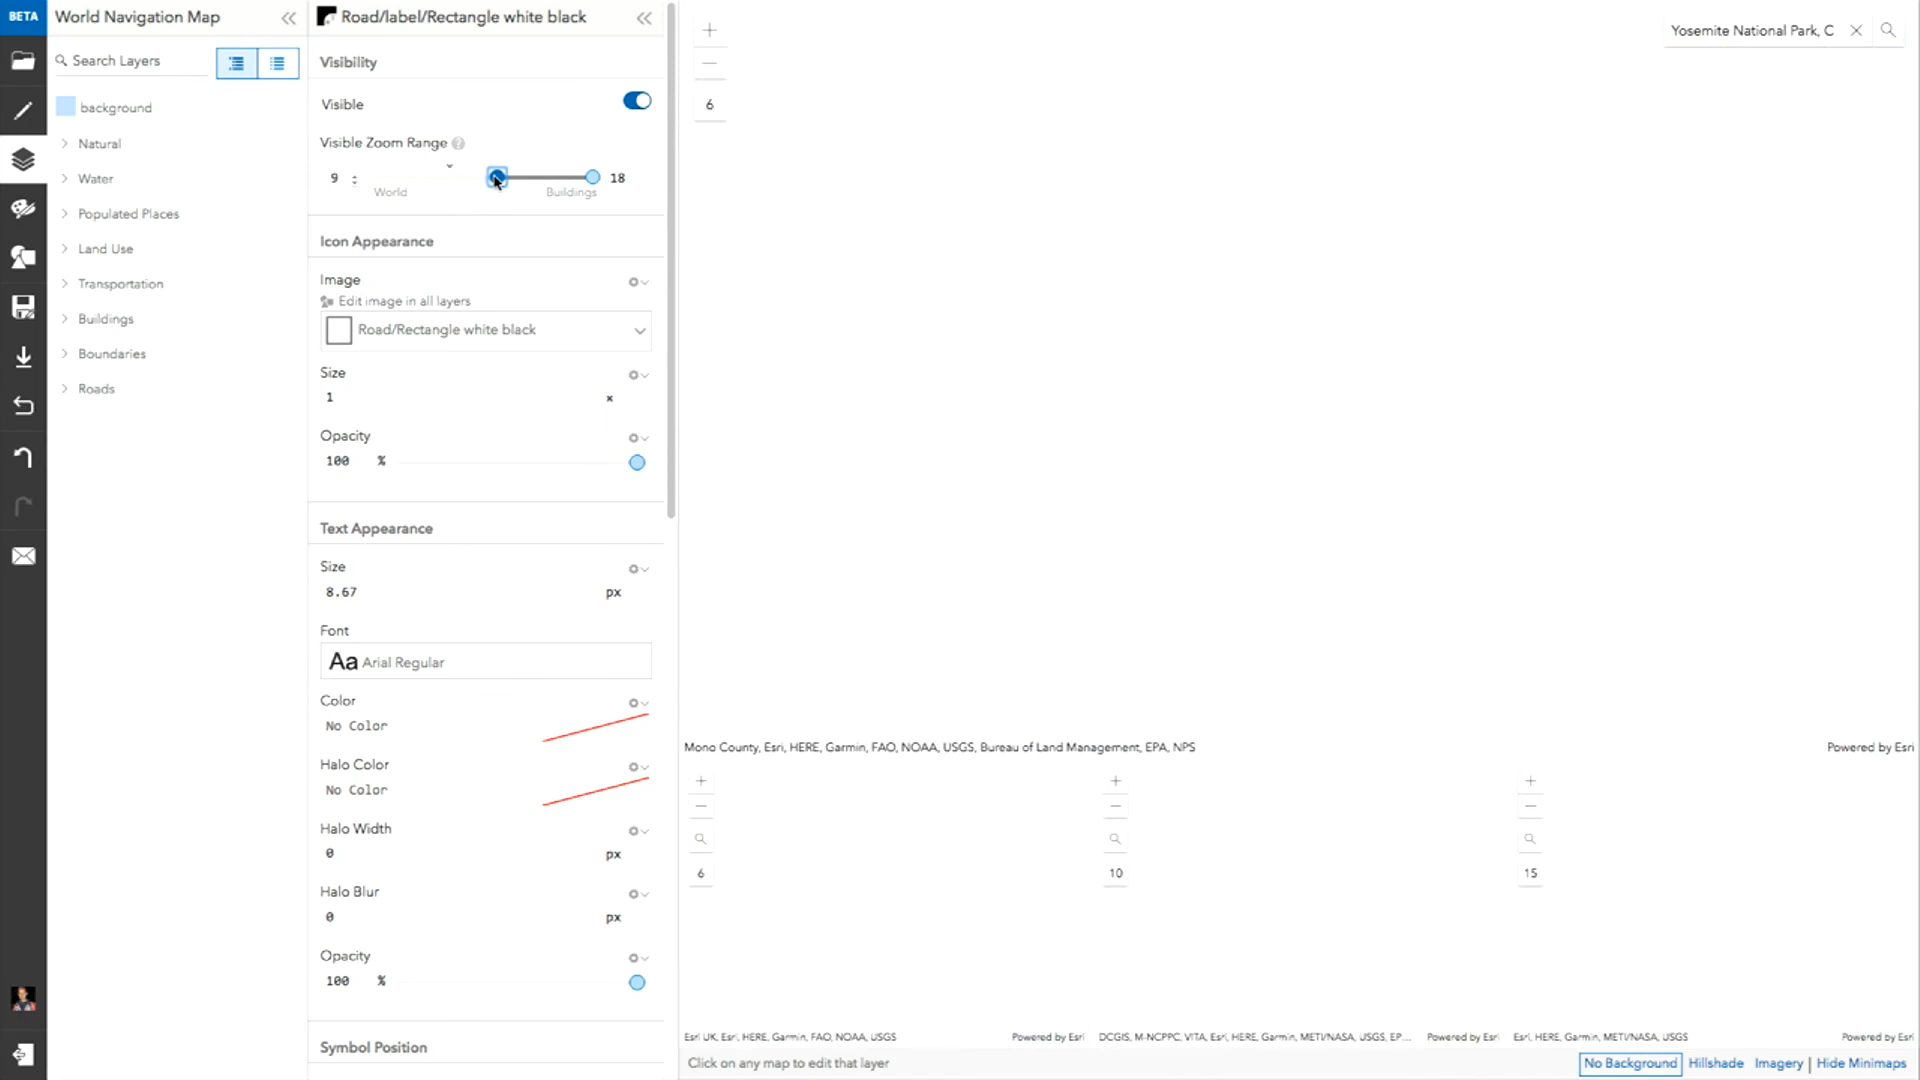 BETA
World Navigation Map
Search Layers
background
Natural
Water
Populated Places
Land Use
Transportation
Buildings
Boundaries
Roads
Road/label/Rectangle white black
Visibility
Visible
Visible Zoom Range ?
9
18
World
Buildings
Icon Appearance
Image
Edit image in all layers
Road/Rectangle white black
Size
1
x
Opacity
100 %
Text Appearance
Size
8.67 px
Font
Aa Arial Regular
Color
No Color
Halo Color
No Color
Halo Width
0 px
Halo Blur
0 px
Opacity
100 %
Symbol Position
6
Yosemite National Park, C
Mono County, Esri, HERE, Garmin, FAO, NOAA, USGS, Bureau of Land Management, EPA, NPS
Powered by Esri
6
10
15
Esri UK, Esri, HERE, Garmin, FAO, NOAA, USGS
Powered by Esri
DCGIS, M-NCPPC, VITA, Esri, HERE, Garmin, METI/NASA, USGS, EP...
Powered by Esri
Esri, HERE, Garmin, METI/NASA, USGS
Powered by Esri
Click on any map to edit that layer
No Background
Hillshade
Imagery | Hide Minimaps